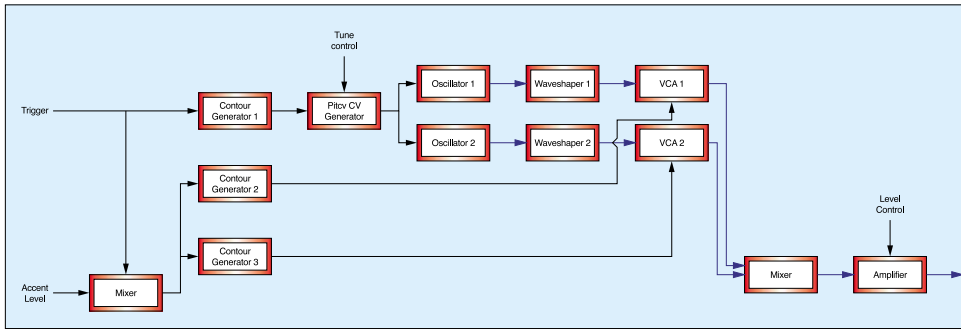 Tune
control
Oscillator 1
Waveshaper 1
VCA 1
Trigger
Contour
Generator 1
Pitcv CV
Generator
Oscillator 2
Waveshaper 2
VCA 2
Contour
Generator 2
Level
Control
Contour
Generator 3
Accent
Level
Mixer
Mixer
Amplifier